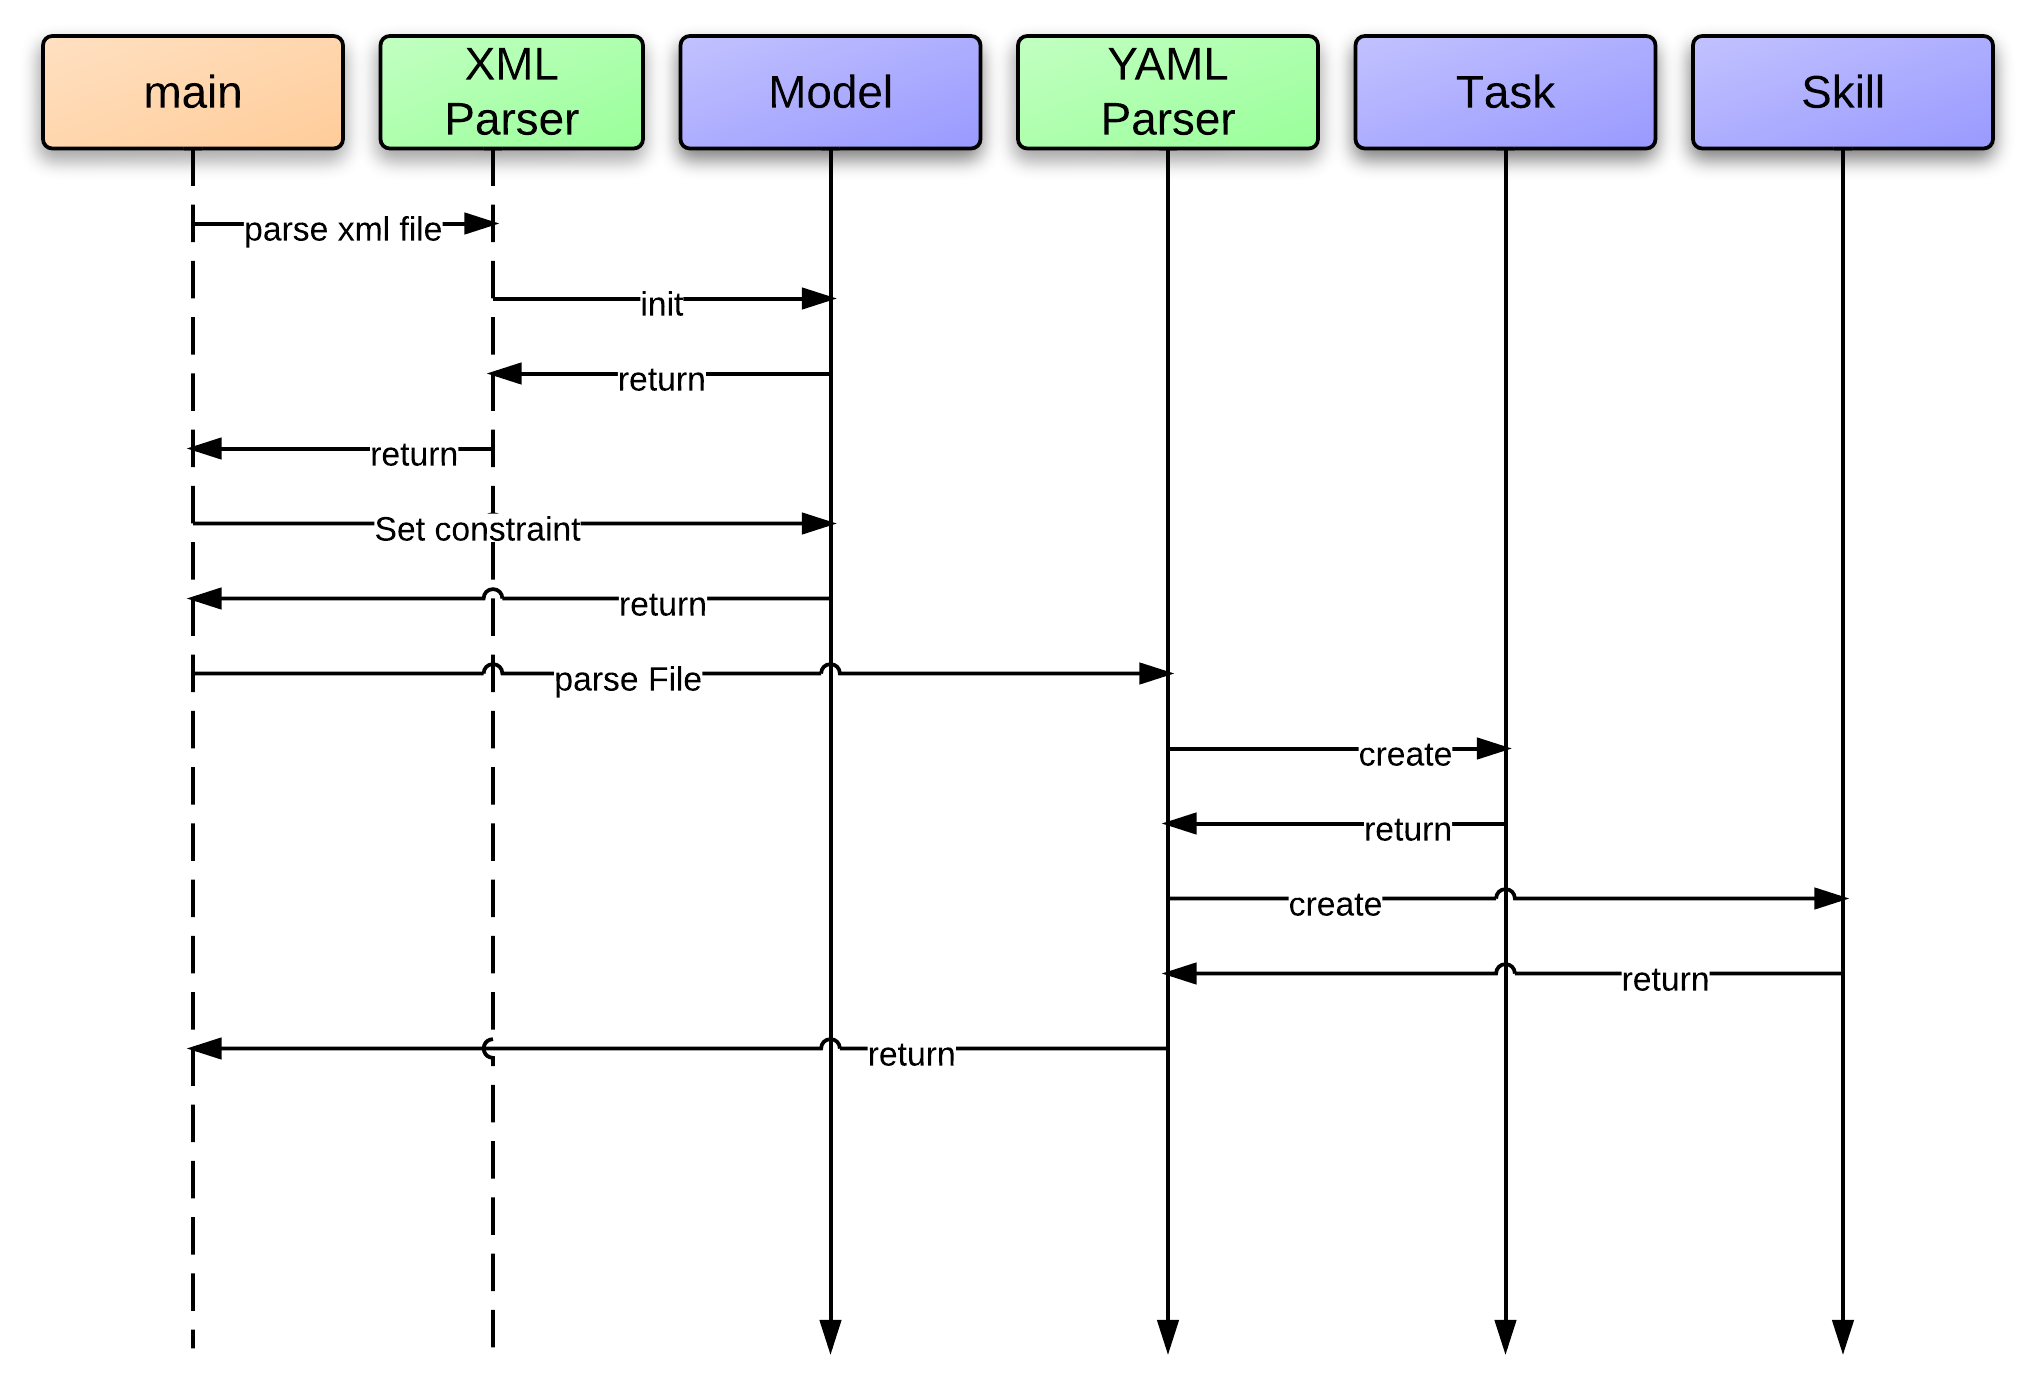 main
XML
Parser
Model
YAML
Parser
Task
Skill
parse xml file
init
return
return
Set constraint
return
parse File
create
return
create
return
return